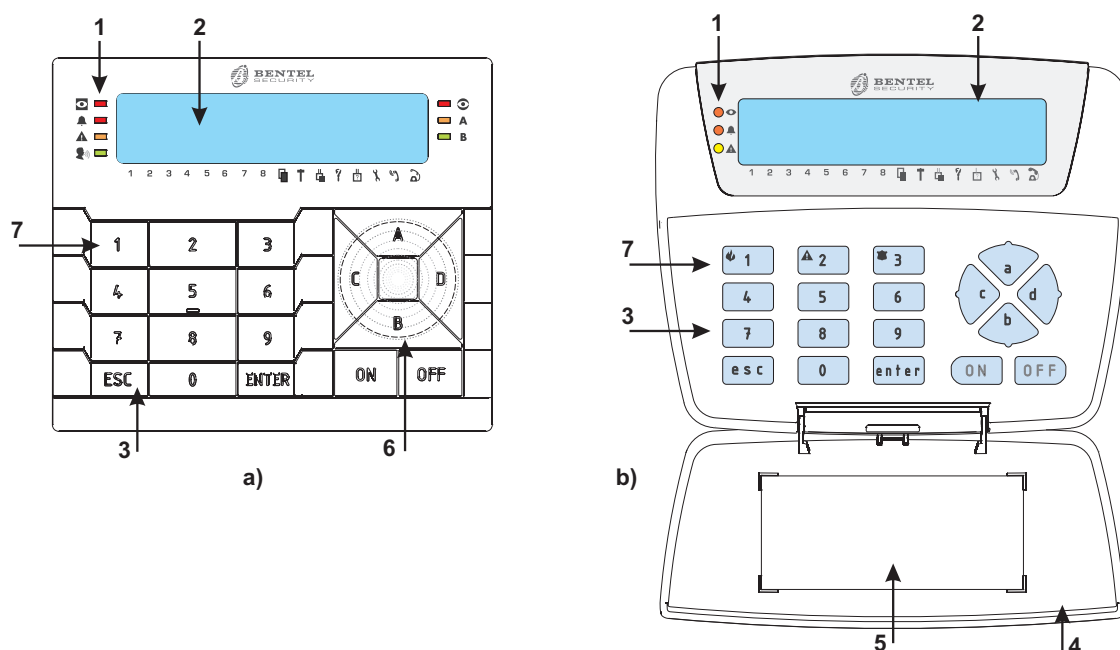 1
2
BENTEL
SECURITY
A
B
1 2 3 4 5 6 7 8
7
1 2 3
4 5 6
7 8 9
ESC 0 ENTER
A
C D
B
ON OFF
3
6
a)
1
2
BENTEL
SECURITY
1 2 3 4 5 6 7 8
7
3
1 2 3
4 5 6
7 8 9
esc 0 enter
a
c d
b
ON OFF
b)
5
4